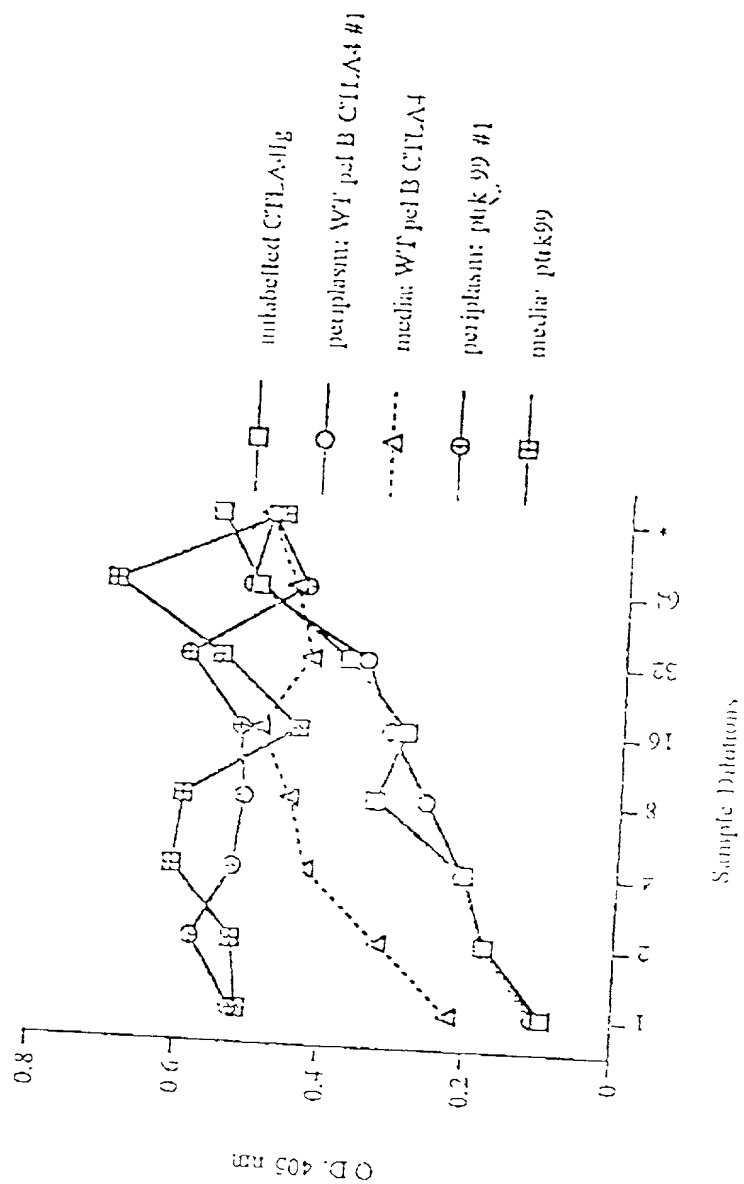 unlabelled CTLA4Ig
periplasm: WT pel B CTLA4 #1
media: WT pel B CTLA4
periplasm: ptrk 99 #1
media: ptrk99
0.8
0.6
0.4
0.2
0
O.D. 405 nm
1
2
4
8
16
32
*
Sample Dilutions